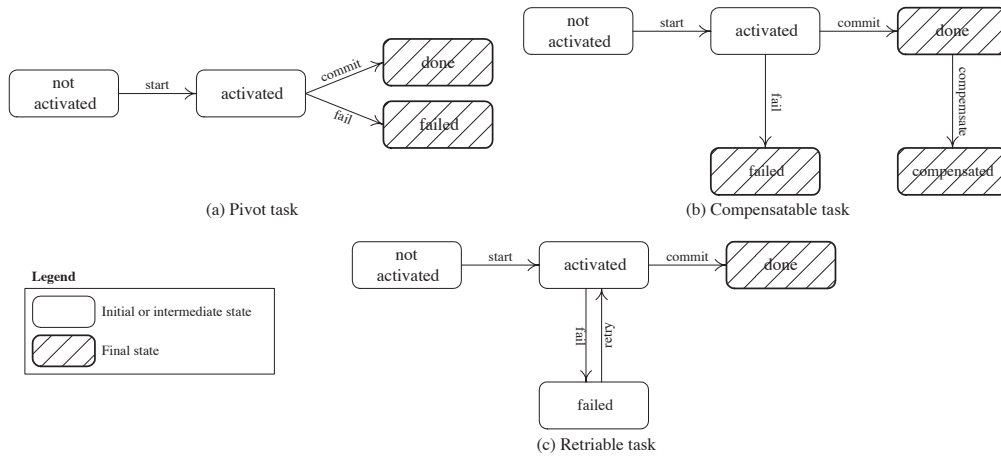 not
activated
start
activated
commit
done
fail
failed
(a) Pivot task
not
activated
start
activated
commit
done
fail
compensate
failed
compensated
(b) Compensatable task
not
activated
start
activated
commit
done
fail
retry
failed
(c) Retriable task
Legend
Initial or intermediate state
Final state